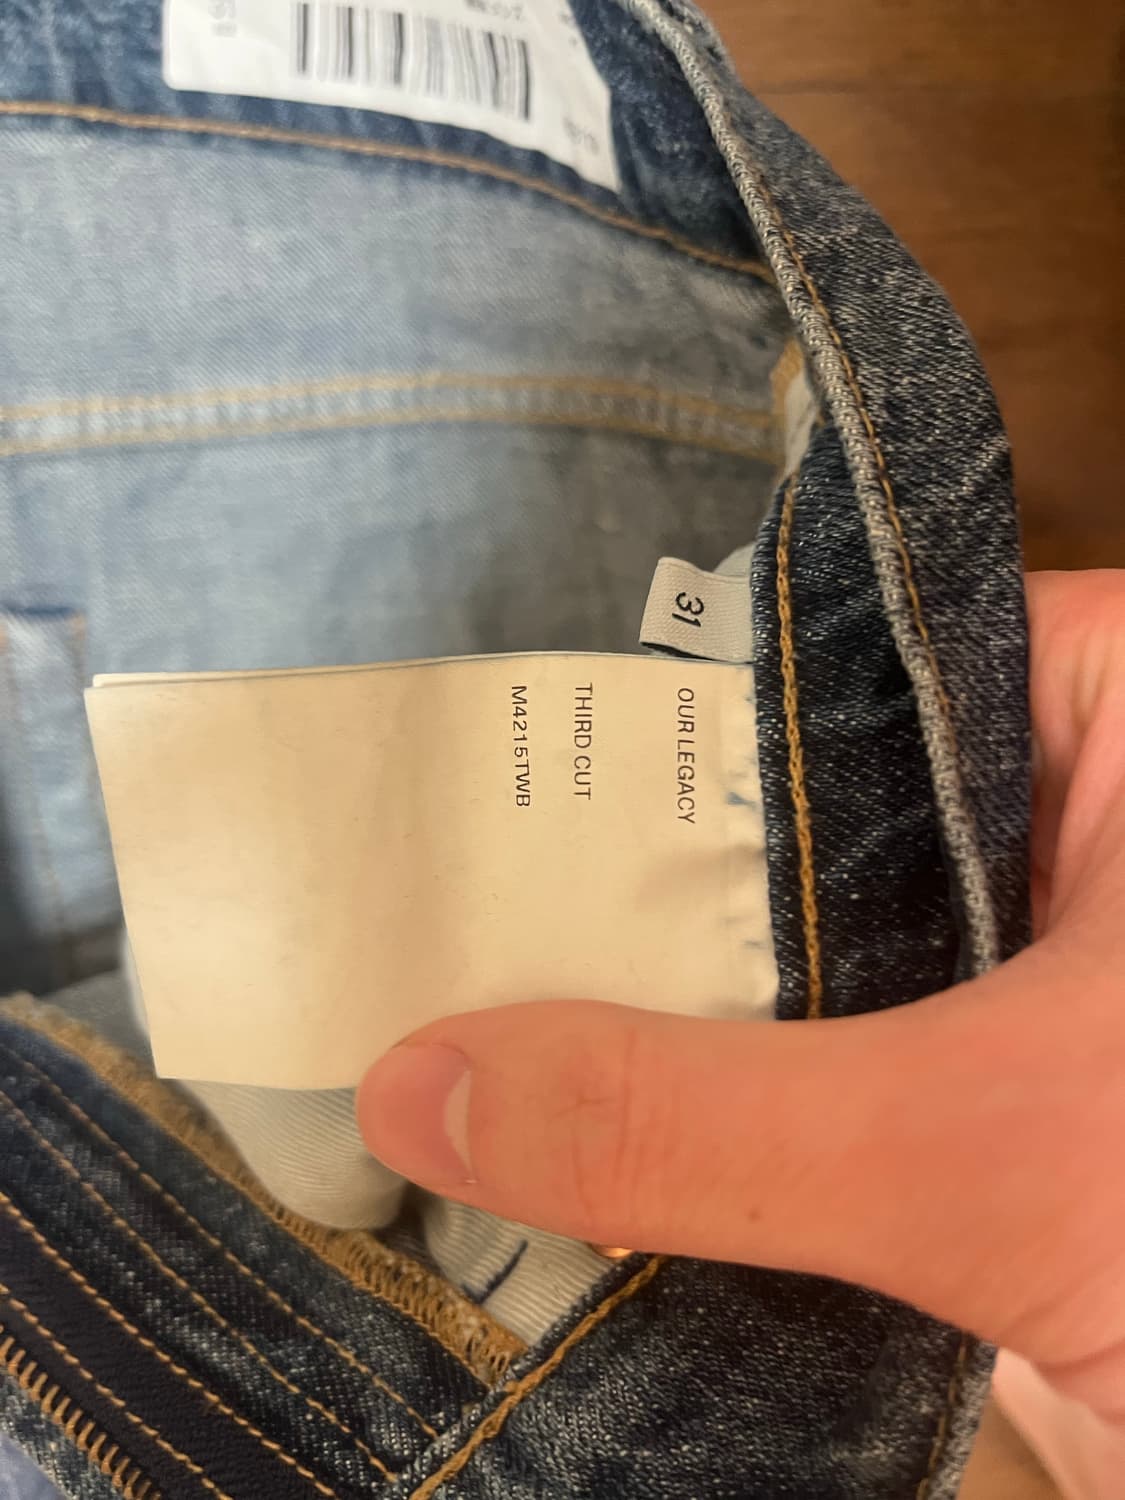 31
OUR LEGACY
THIRD CUT
M4215TWB